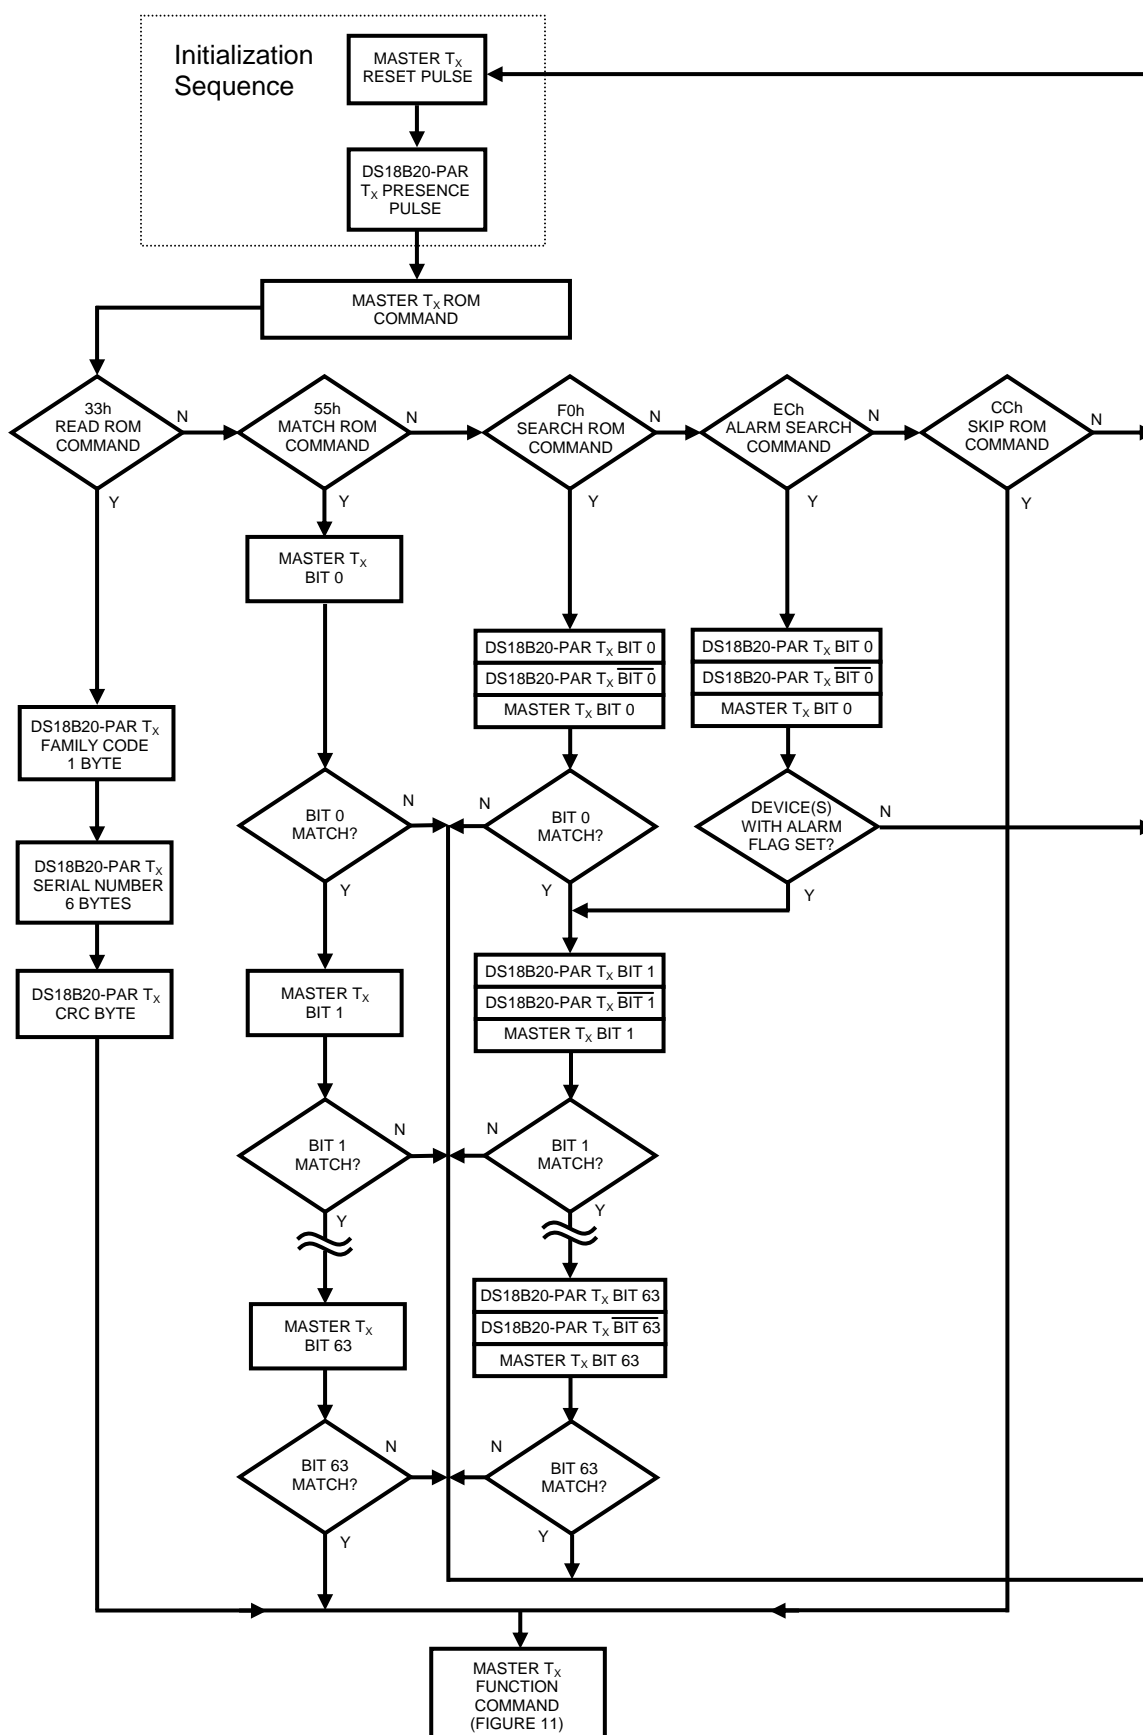 Initialization
Sequence
MASTER TX
RESET PULSE
DS18B20-PAR
TX PRESENCE
PULSE
MASTER TX ROM
COMMAND
33h
READ ROM
COMMAND
N
Y
55h
MATCH ROM
COMMAND
N
Y
F0h
SEARCH ROM
COMMAND
N
Y
ECh
ALARM SEARCH
COMMAND
N
Y
CCh
SKIP ROM
COMMAND
N
Y
DS18B20-PAR TX
FAMILY CODE
1 BYTE
DS18B20-PAR TX
SERIAL NUMBER
6 BYTES
DS18B20-PAR TX
CRC BYTE
MASTER TX
BIT 0
BIT 0
MATCH?
N
Y
MASTER TX
BIT 1
BIT 1
MATCH?
N
Y
MASTER TX
BIT 63
BIT 63
MATCH?
N
Y
DS18B20-PAR TX BIT 0
DS18B20-PAR TX BIT 0
MASTER TX BIT 0
BIT 0
MATCH?
N
Y
DS18B20-PAR TX BIT 1
DS18B20-PAR TX BIT 1
MASTER TX BIT 1
BIT 1
MATCH?
N
Y
DS18B20-PAR TX BIT 63
DS18B20-PAR TX BIT 63
MASTER TX BIT 63
BIT 63
MATCH?
N
Y
DS18B20-PAR TX BIT 0
DS18B20-PAR TX BIT 0
MASTER TX BIT 0
DEVICE(S)
WITH ALARM
FLAG SET?
N
Y
MASTER TX
FUNCTION
COMMAND
(FIGURE 11)